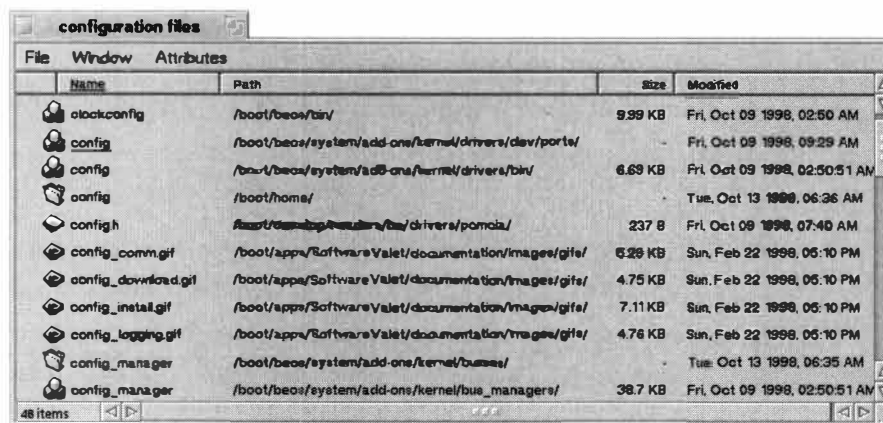 configuration files
File Window Attributes
Name Path Size Modified
clockconfig /boot/beos/bin/ 9.99 KB Fri, Oct 09 1998, 02:50 AM
config /boot/beos/system/add-ons/kernel/drivers/dev/ports/ - Fri, Oct 09 1998, 09:29 AM
config /boot/beos/system/add-ons/kernel/drivers/bin/ 6.69 KB Fri, Oct 09 1998, 02:50:51 AM
config /boot/home/ - Tue, Oct 13 1998, 06:36 AM
config.h /boot/develop/headers/be/drivers/pcmcia/ 237 B Fri, Oct 09 1998, 07:40 AM
config_comm.gif /boot/apps/SoftwareValet/documentation/images/gifs/ 5.29 KB Sun, Feb 22 1998, 05:10 PM
config_download.gif /boot/apps/SoftwareValet/documentation/images/gifs/ 4.75 KB Sun, Feb 22 1998, 05:10 PM
config_install.gif /boot/apps/SoftwareValet/documentation/images/gifs/ 7.11 KB Sun, Feb 22 1998, 05:10 PM
config_logging.gif /boot/apps/SoftwareValet/documentation/images/gifs/ 4.76 KB Sun, Feb 22 1998, 05:10 PM
config_manager /boot/beos/system/add-ons/kernel/busses/ - Tue, Oct 13 1998, 06:35 AM
config_manager /boot/beos/system/add-ons/kernel/bus_managers/ 38.7 KB Fri, Oct 09 1998, 02:50:51 AM
48 items